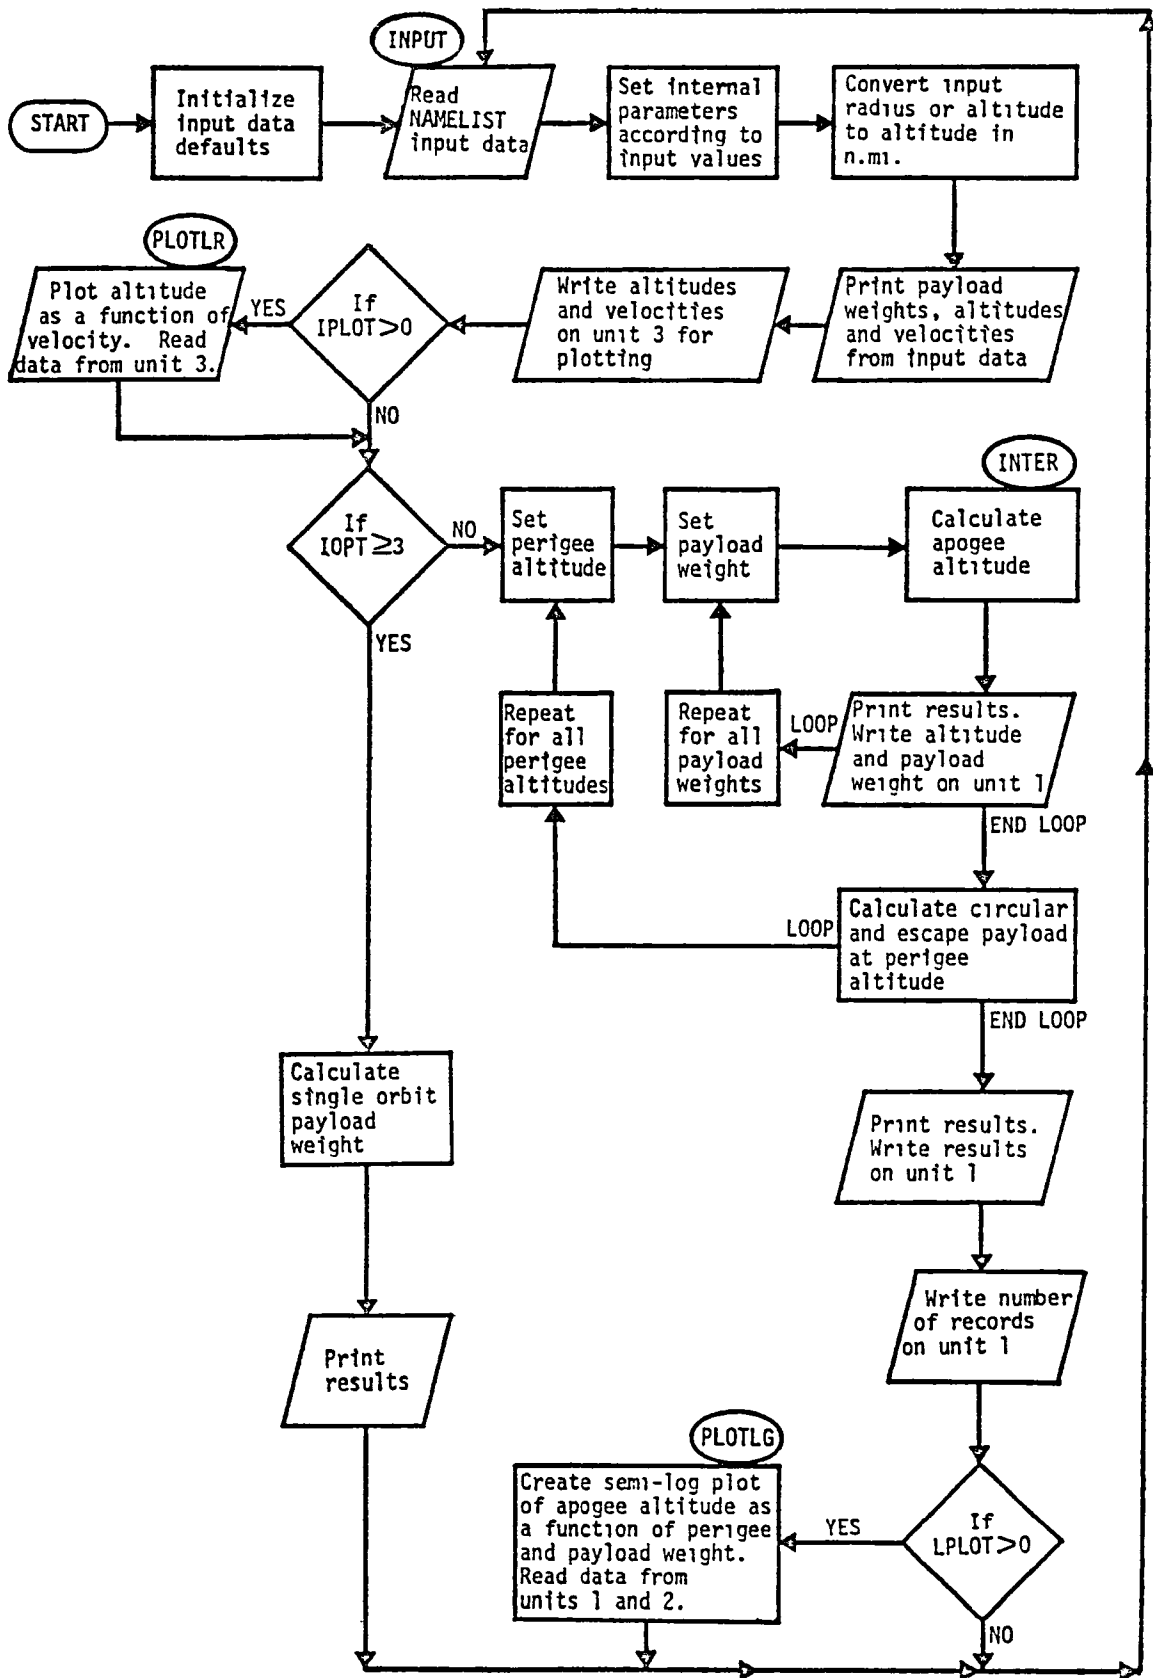 INPUT
START
Initialize
input data
defaults
Read
NAMELIST
input data
Set internal
parameters
according to
input values
Convert input
radius or altitude
to altitude in
n.mi.
PLOTLR
Plot altitude
as a function of
velocity. Read
data from unit 3.
YES
If
IPLOT>0
NO
Write altitudes
and velocities
on unit 3 for
plotting
Print payload
weights, altitudes
and velocities
from input data
If
IOPT≥3
NO
YES
Set
perigee
altitude
Set
payload
weight
INTER
Calculate
apogee
altitude
Repeat
for all
perigee
altitudes
Repeat
for all
payload
weights
LOOP
Print results.
Write altitude
and payload
weight on unit 1
END LOOP
LOOP
Calculate circular
and escape payload
at perigee
altitude
END LOOP
Calculate
single orbit
payload
weight
Print results.
Write results
on unit 1
Print
results
Write number
of records
on unit 1
PLOTLG
Create semi-log plot
of apogee altitude as
a function of perigee
and payload weight.
Read data from
units 1 and 2.
YES
If
LPLOT>0
NO